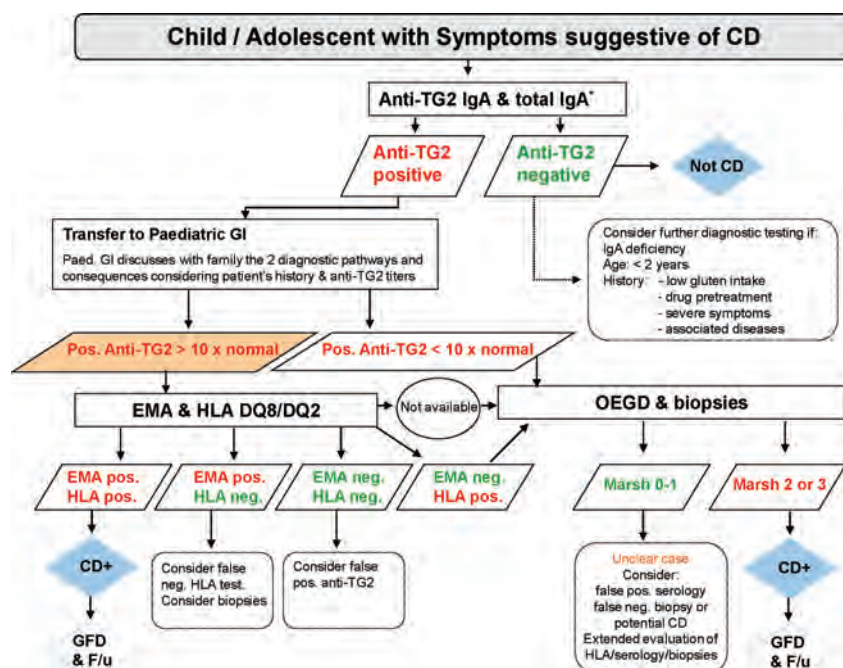 Child / Adolescent with Symptoms suggestive of CD
Anti-TG2 IgA & total IgA*
Anti-TG2
positive
Anti-TG2
negative
Not CD
Transfer to Paediatric GI
Paed. GI discusses with family the 2 diagnostic pathways and
consequences considering patient's history & anti-TG2 titers
Consider further diagnostic testing if:
IgA deficiency
Age: < 2 years
History: - low gluten intake
- drug pretreatment
- severe symptoms
- associated diseases
Pos. Anti-TG2 > 10 x normal
Pos. Anti-TG2 < 10 x normal
EMA & HLA DQ8/DQ2
Not available
OEGD & biopsies
EMA pos.
HLA pos.
EMA pos.
HLA neg.
EMA neg.
HLA neg.
EMA neg.
HLA pos.
Marsh 0-1
Marsh 2 or 3
CD+
Consider false
neg. HLA test.
Consider biopsies
Consider false
pos. anti-TG2
Unclear case
Consider:
false pos. serology
false neg. biopsy or
potential CD
Extended evaluation of
HLA/serology/biopsies
CD+
GFD
& F/u
GFD
& F/u